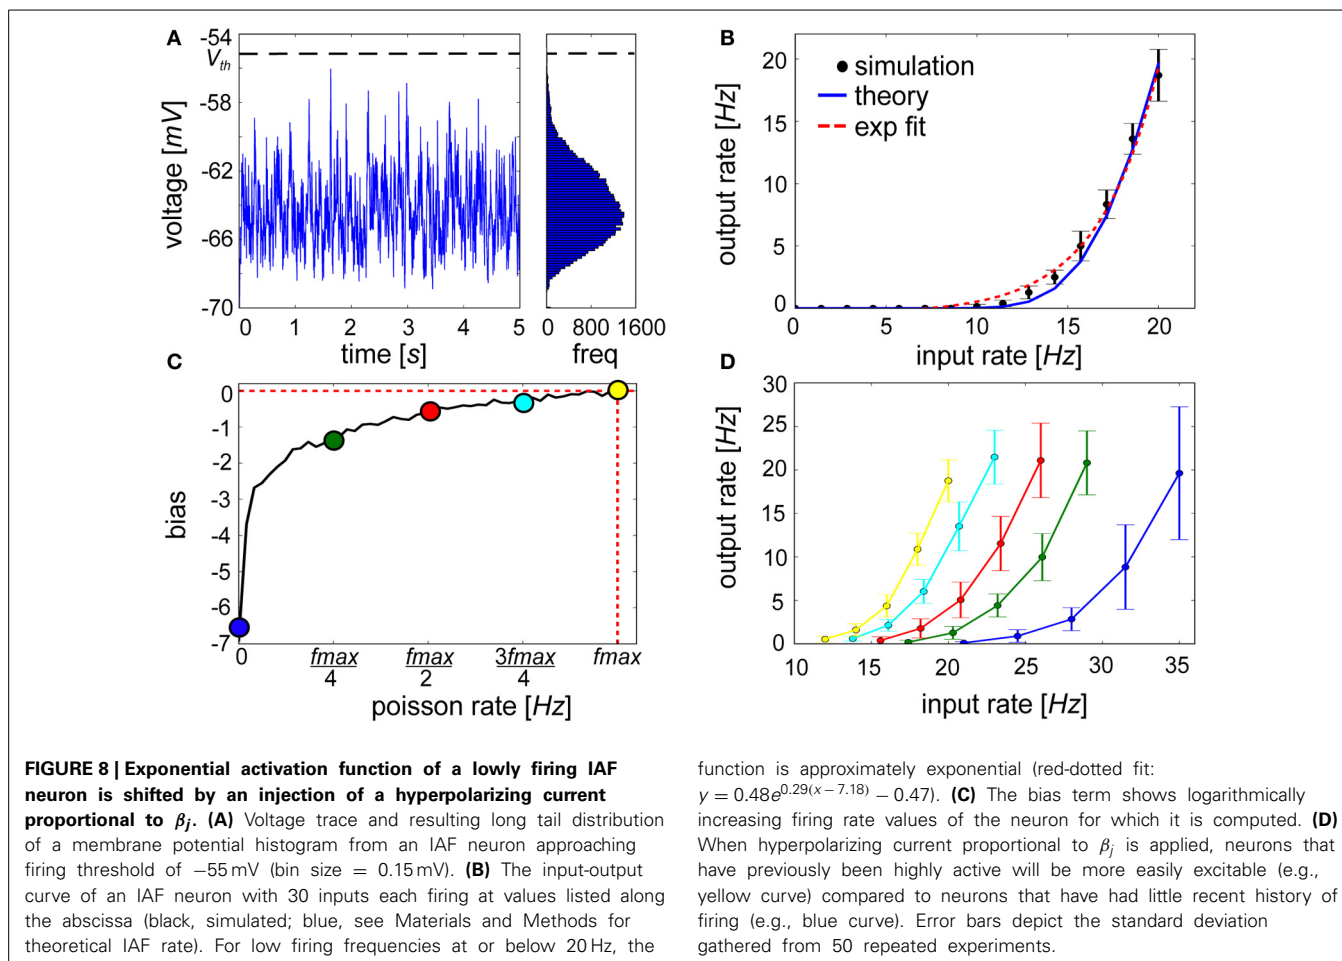 A
-54
V_th
-58
-62
-66
-70
voltage [mV]
0 1 2 3 4 5
time [s]
0 800 1600
freq
B
20
15
10
5
0
output rate [Hz]
simulation
theory
exp fit
0 5 10 15 20
input rate [Hz]
C
0
-1
-2
-3
-4
-5
-6
-7
bias
0 fmax/4 fmax/2 3fmax/4 fmax
poisson rate [Hz]
D
30
25
20
15
10
5
0
output rate [Hz]
10 15 20 25 30 35
input rate [Hz]
FIGURE 8 | Exponential activation function of a lowly firing IAF
neuron is shifted by an injection of a hyperpolarizing current
proportional to β_j. (A) Voltage trace and resulting long tail distribution
of a membrane potential histogram from an IAF neuron approaching
firing threshold of −55 mV (bin size = 0.15 mV). (B) The input-output
curve of an IAF neuron with 30 inputs each firing at values listed along
the abscissa (black, simulated; blue, see Materials and Methods for
theoretical IAF rate). For low firing frequencies at or below 20 Hz, the
function is approximately exponential (red-dotted fit:
y = 0.48e^{0.29(x − 7.18)} − 0.47). (C) The bias term shows logarithmically
increasing firing rate values of the neuron for which it is computed. (D)
When hyperpolarizing current proportional to β_j is applied, neurons that
have previously been highly active will be more easily excitable (e.g.,
yellow curve) compared to neurons that have had little recent history of
firing (e.g., blue curve). Error bars depict the standard deviation
gathered from 50 repeated experiments.